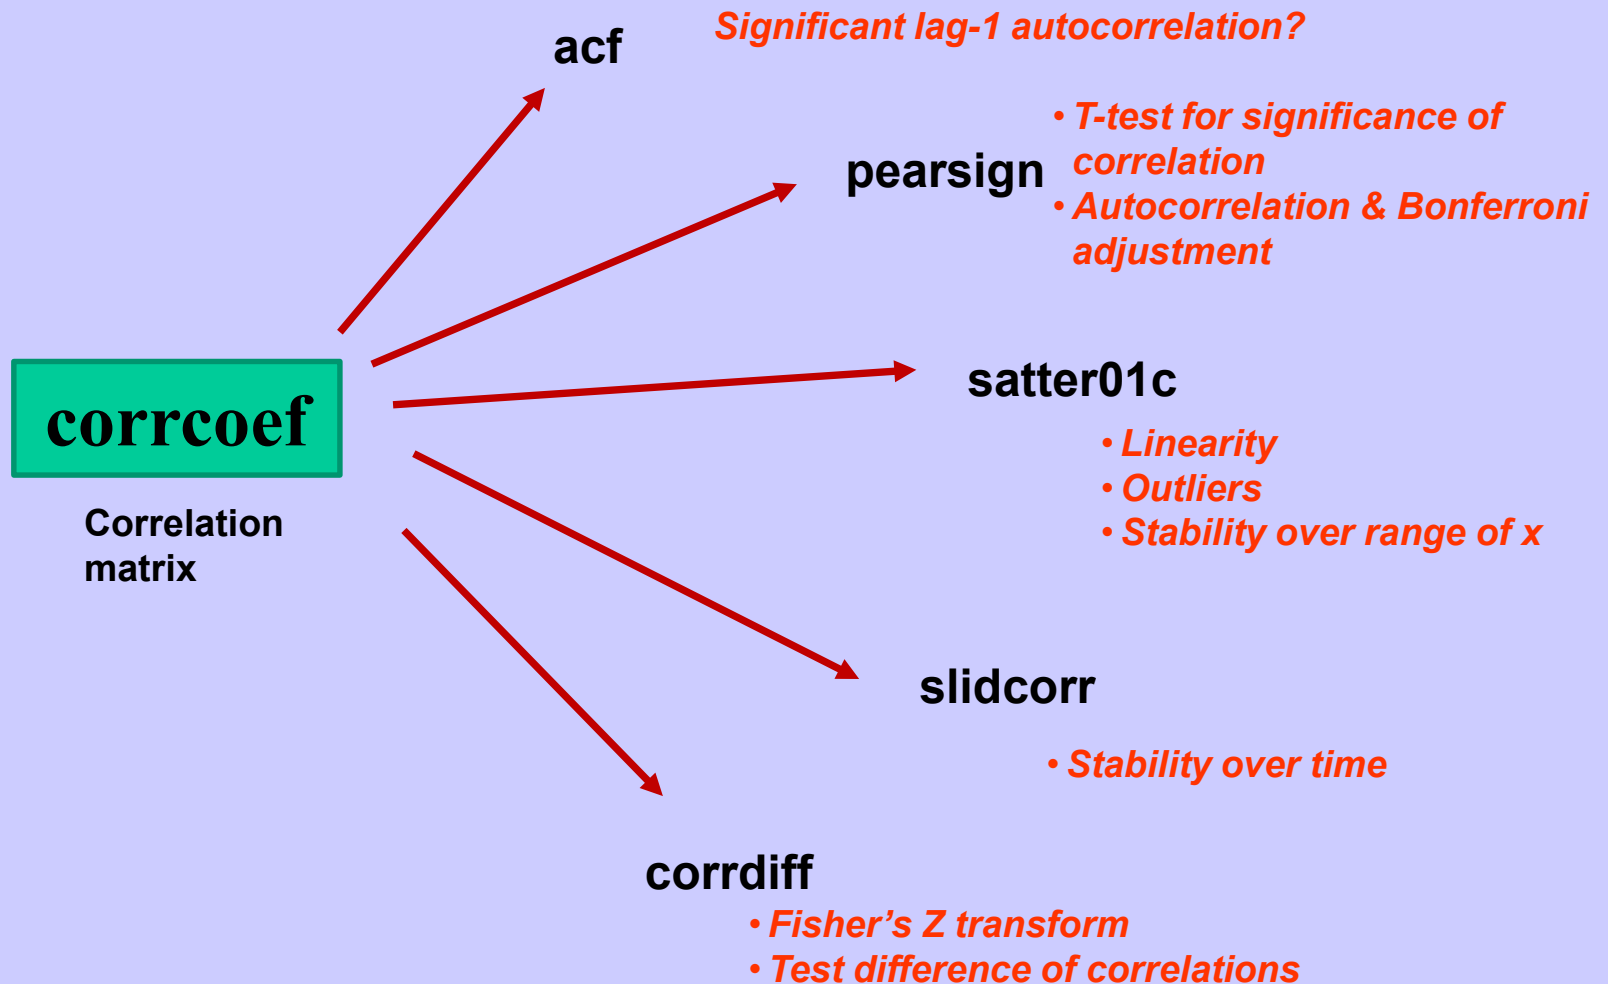 acf
Significant lag-1 autocorrelation?
pearsign
• T-test for significance of
correlation
• Autocorrelation & Bonferroni
adjustment
corrcoef
Correlation
matrix
satter01c
• Linearity
• Outliers
• Stability over range of x
slidcorr
• Stability over time
corrdiff
• Fisher’s Z transform
• Test difference of correlations